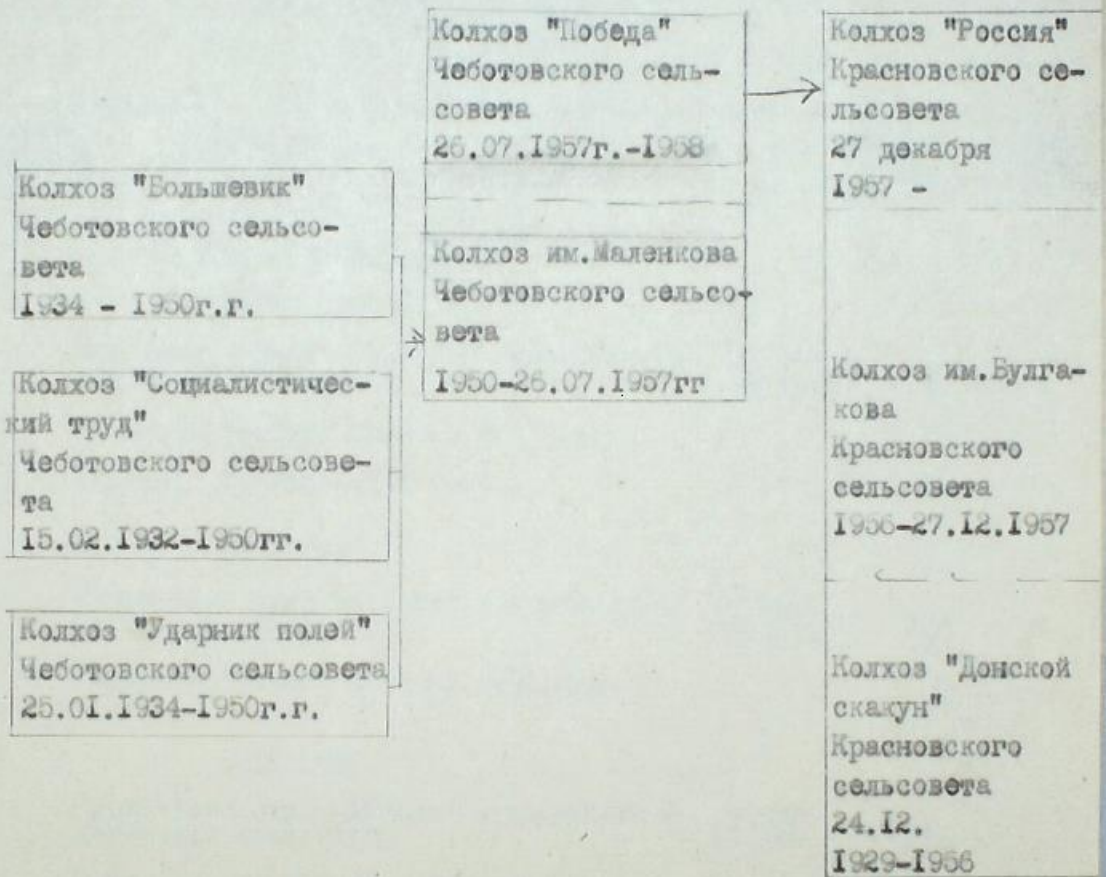 Колхоз "Большевик"
Чеботовского сельсо-
вета
1934 - 1950г.г.
Колхоз "Социалистичес-
кий труд"
Чеботовского сельсове-
та
15.02.1932-1950гг.
Колхоз "Ударник полей"
Чеботовского сельсовета
25.01.1934-1950г.г.
Колхоз "Победа"
Чеботовского сель-
совета
26.07.1957г.-1958
Колхоз им.Маленкова
Чеботовского сельсо-
вета
1950-26.07.1957гг
Колхоз "Россия"
Красновского се-
льсовета
27 декабря
1957 -
Колхоз им.Булга-
кова
Красновского
сельсовета
1956-27.12.1957
Колхоз "Донской
скакун"
Красновского
сельсовета
24.12.
1929-1956